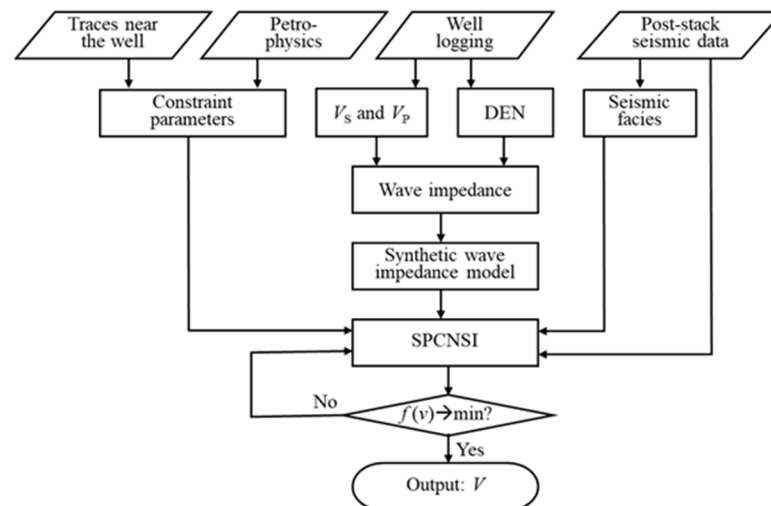 Traces near
the well
Petro-
physics
Well
logging
Post-stack
seismic data
Constraint
parameters
VS and VP
DEN
Seismic
facies
Wave impedance
Synthetic wave
impedance model
SPCNSI
No
f(v)→min?
Yes
Output: V